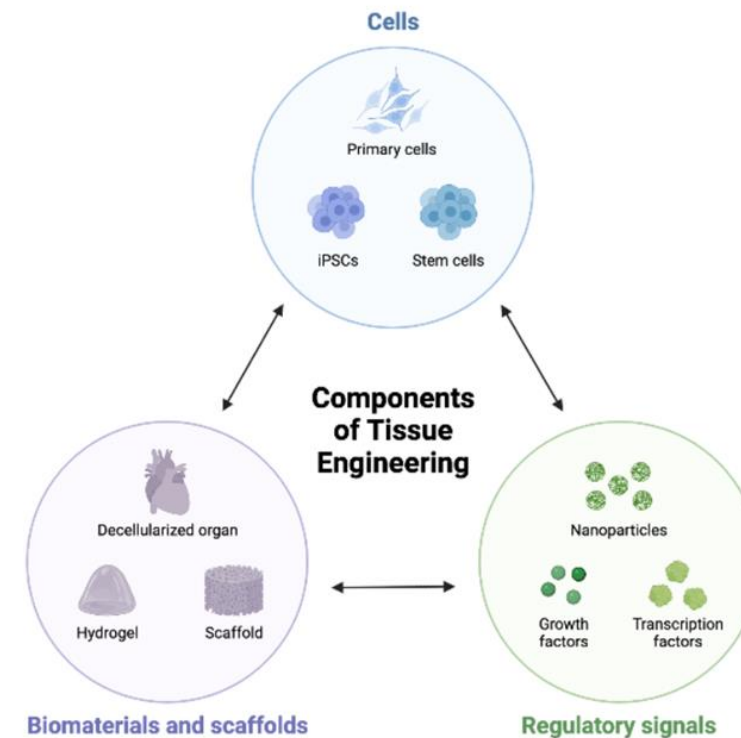 Cells
Primary cells
iPSCs
Stem cells
Components
of Tissue
Engineering
Decellularized organ
Hydrogel
Scaffold
Biomaterials and scaffolds
Nanoparticles
Growth
factors
Transcription
factors
Regulatory signals